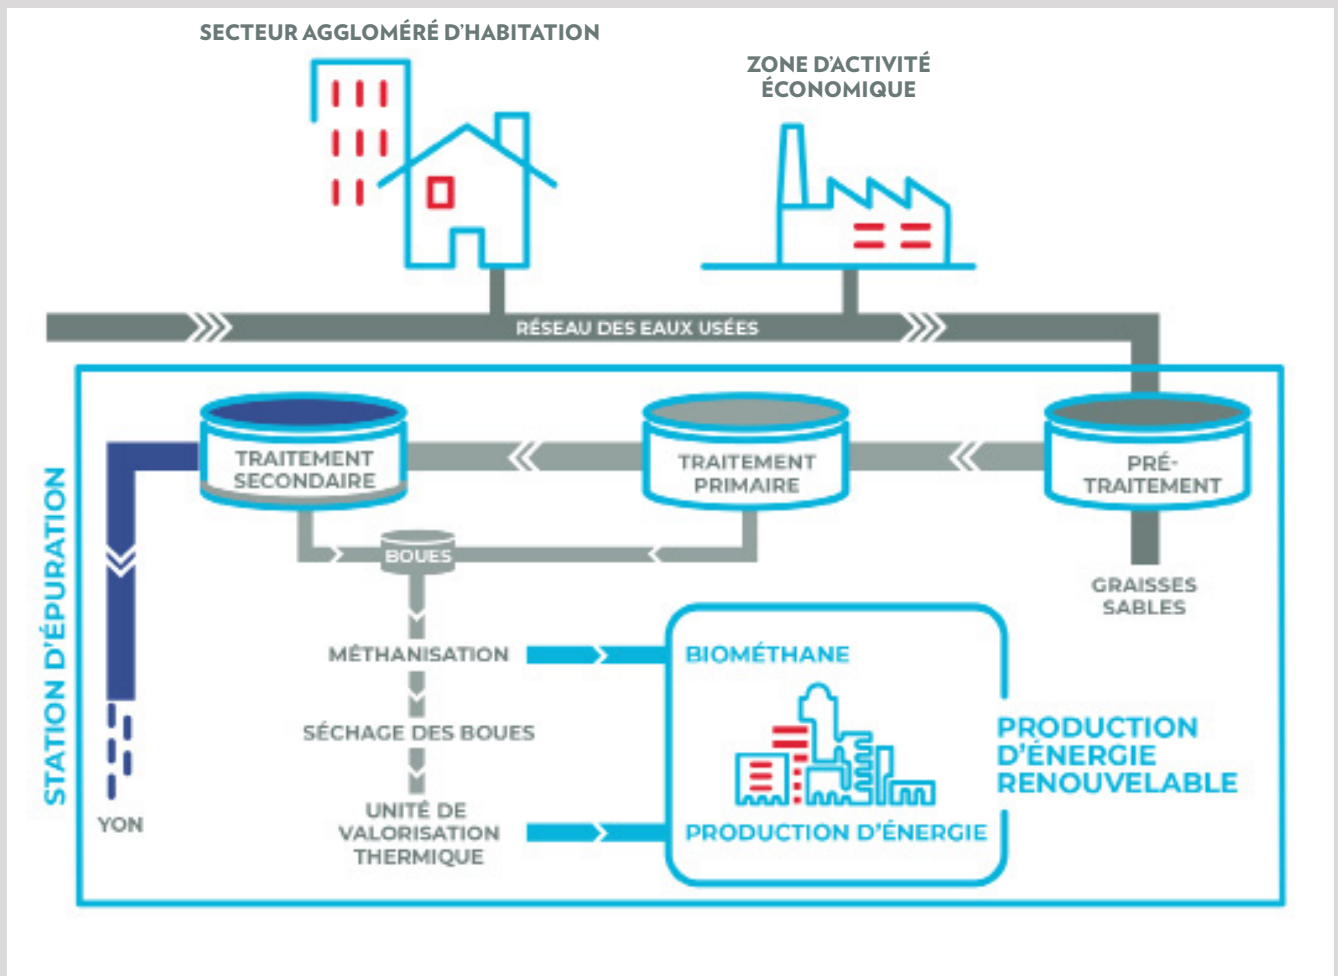 SECTEUR AGGLOMÉRÉ D'HABITATION
ZONE D'ACTIVITÉ
ÉCONOMIQUE
RÉSEAU DES EAUX USÉES
STATION D'ÉPURATION
TRAITEMENT
SECONDAIRE
TRAITEMENT
PRIMAIRE
PRÉ-
TRAITEMENT
BOUES
GRAISSES
SABLES
MÉTHANISATION
BIOMÉTHANE
SÉCHAGE DES BOUES
PRODUCTION
D'ÉNERGIE
RENOUVELABLE
YON
UNITÉ DE
VALORISATION
THERMIQUE
PRODUCTION D'ÉNERGIE